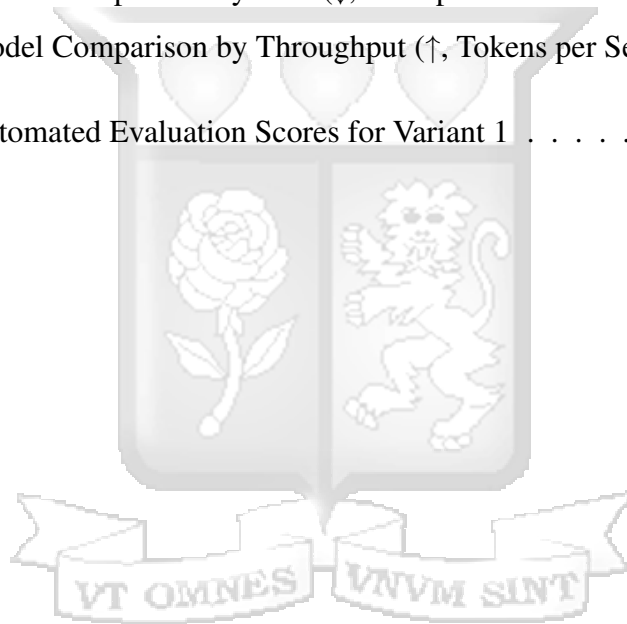 odel Comparison by Throughput (↑, Tokens per Se
tomated Evaluation Scores for Variant 1 . . . . .
VT OMNES VNVM SINT